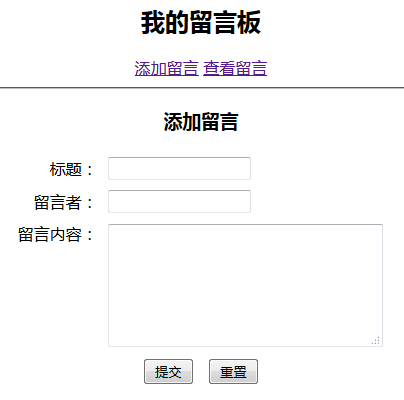 我的留言板
添加留言 查看留言
添加留言
标题：
留言者：
留言内容：
提交 重置